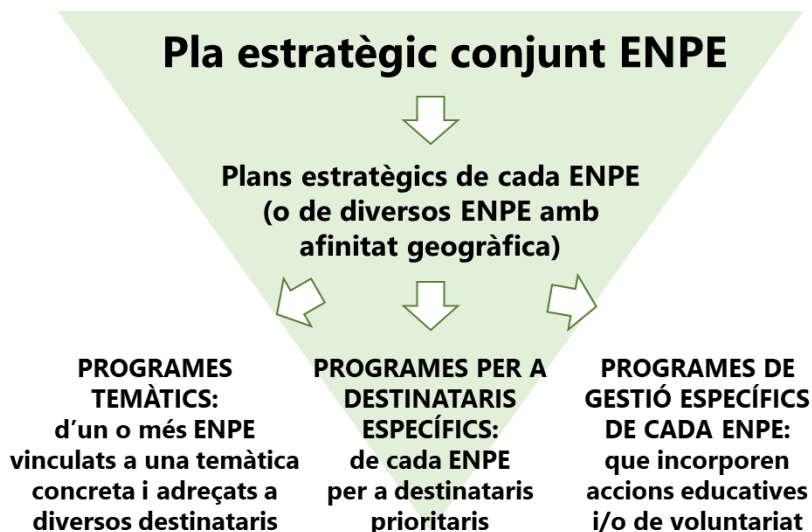 Pla estratègic conjunt ENPE
Plans estratègics de cada ENPE
(o de diversos ENPE amb
afinitat geogràfica)
PROGRAMES
TEMÀTICS:
d'un o més ENPE
vinculats a una temàtica
concreta i adreçats a
diversos destinataris
PROGRAMES PER A
DESTINATARIS
ESPECÍFICS:
de cada ENPE
per a destinataris
prioritaris
PROGRAMES DE
GESTIÓ ESPECÍFICS
DE CADA ENPE:
que incorporen
accions educatives
i/o de voluntariat